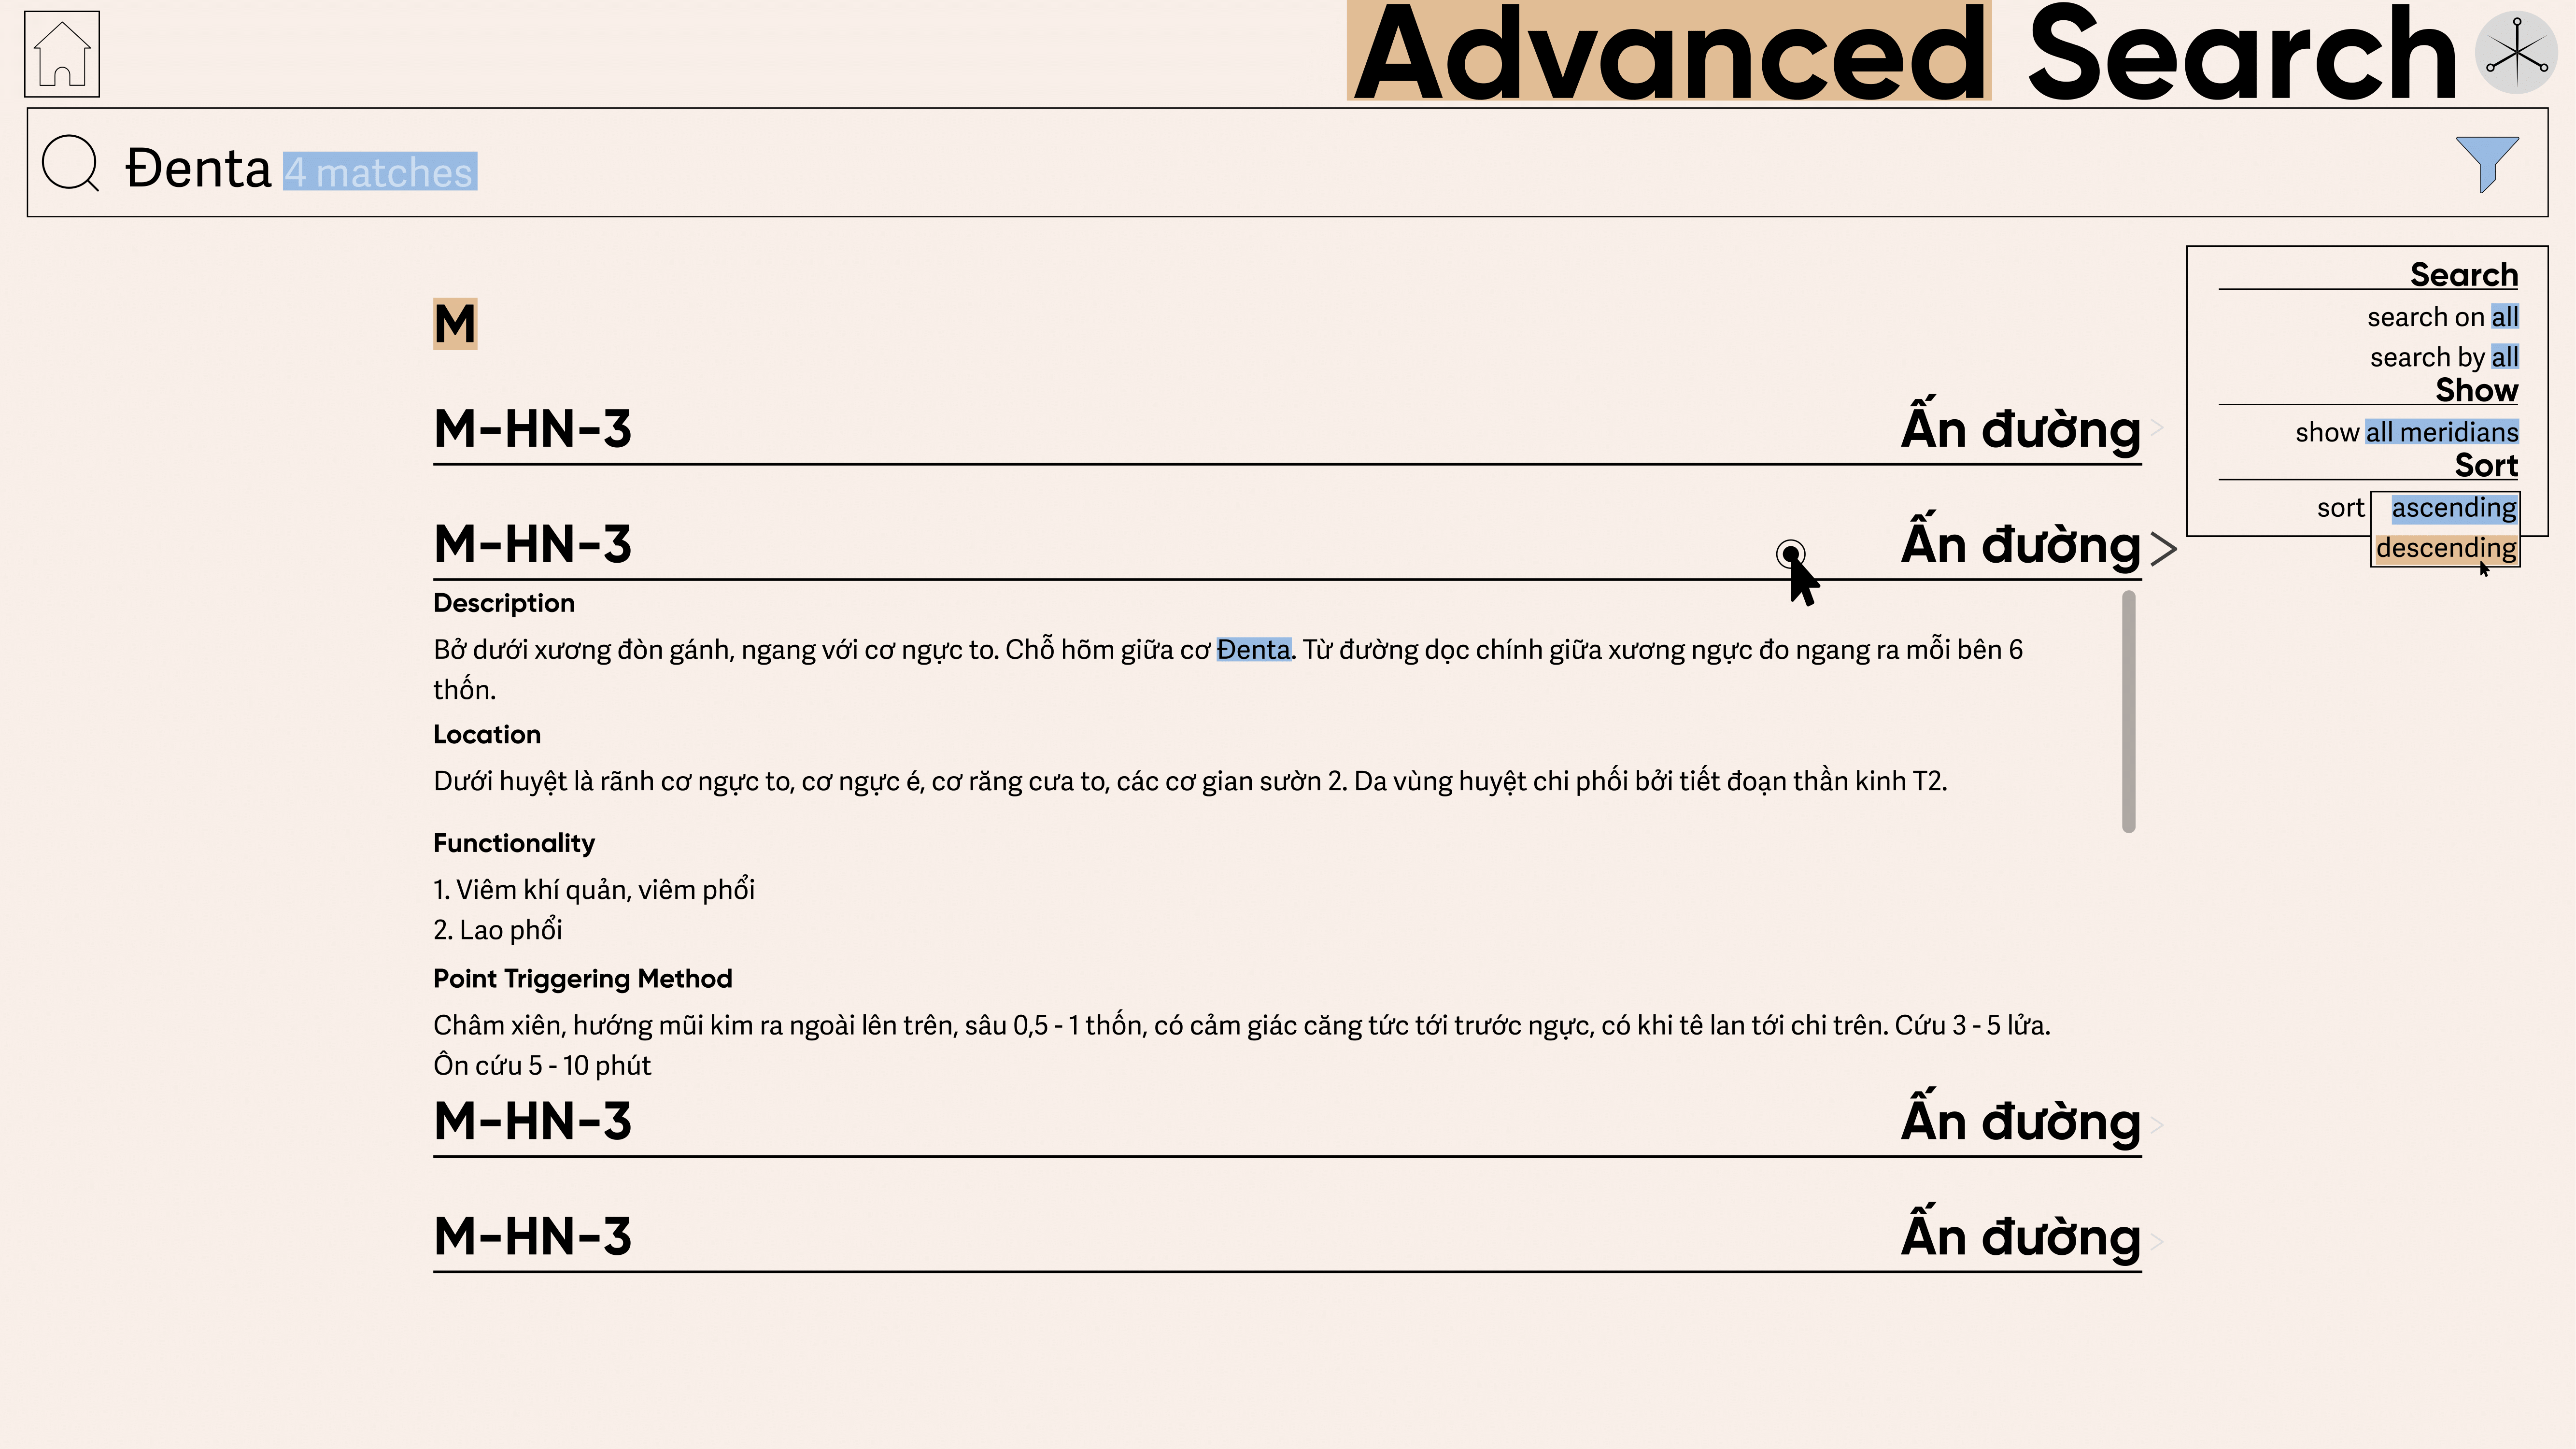 Advanced Search
Đenta 4 matches
M
M-HN-3 Ấn đường >
M-HN-3 Ấn đường >
Description
Bở dưới xương đòn gánh, ngang với cơ ngực to. Chỗ hõm giữa cơ Đenta. Từ đường dọc chính giữa xương ngực đo ngang ra mỗi bên 6
thốn.
Location
Dưới huyệt là rãnh cơ ngực to, cơ ngực é, cơ răng cưa to, các cơ gian sườn 2. Da vùng huyệt chi phối bởi tiết đoạn thần kinh T2.
Functionality
1. Viêm khí quản, viêm phổi
2. Lao phổi
Point Triggering Method
Châm xiên, hướng mũi kim ra ngoài lên trên, sâu 0,5 - 1 thốn, có cảm giác căng tức tới trước ngực, có khi tê lan tới chi trên. Cứu 3 - 5 lửa.
Ôn cứu 5 - 10 phút
M-HN-3 Ấn đường >
M-HN-3 Ấn đường >
Search
search on all
search by all
Show
show all meridians
Sort
sort ascending
descending